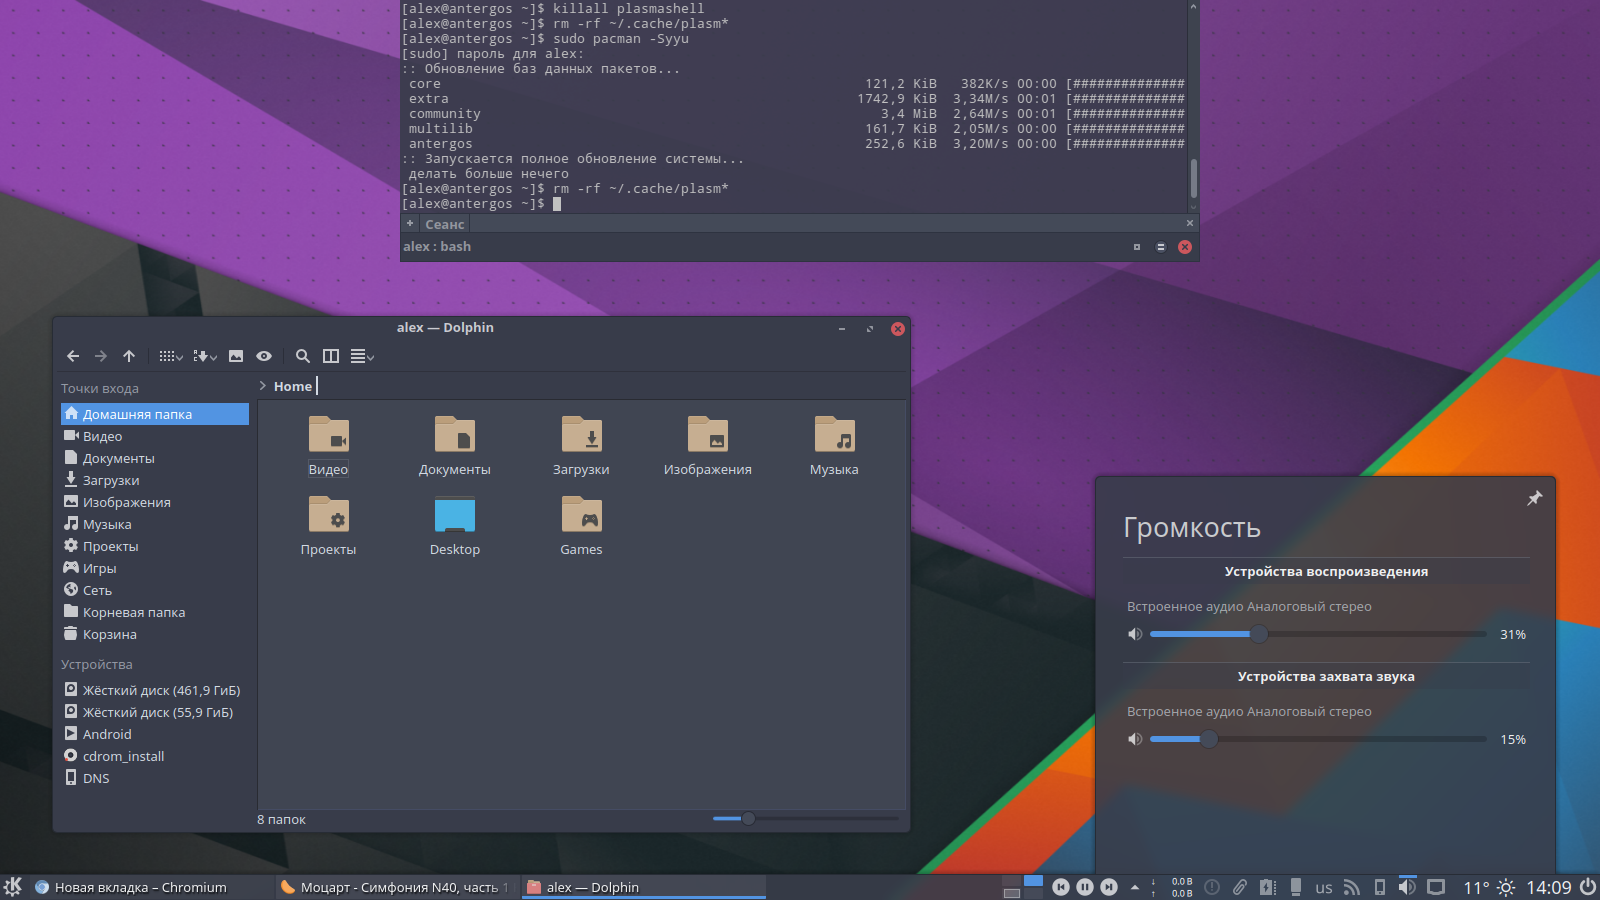 [alex@antergos ~]$ killall plasmashell
[alex@antergos ~]$ rm -rf ~/.cache/plasm*
[alex@antergos ~]$ sudo pacman -Syyu
[sudo] пароль для alex:
:: Обновление баз данных пакетов...
core 121,2 KiB 382K/s 00:00 [##############
extra 1742,9 KiB 3,34M/s 00:01 [##############
community 3,4 MiB 2,64M/s 00:01 [##############
multilib 161,7 KiB 2,05M/s 00:00 [##############
antergos 252,6 KiB 3,20M/s 00:00 [##############
:: Запускается полное обновление системы...
делать больше нечего
[alex@antergos ~]$ rm -rf ~/.cache/plasm*
[alex@antergos ~]$
Сеанс
alex : bash
alex — Dolphin
Точки входа
Домашняя папка
Видео
Документы
Загрузки
Изображения
Музыка
Проекты
Игры
Сеть
Корневая папка
Корзина
Устройства
Жёсткий диск (461,9 ГиБ)
Жёсткий диск (55,9 ГиБ)
Android
cdrom_install
DNS
Home
Видео Документы Загрузки Изображения Музыка
Проекты Desktop Games
8 папок
Громкость
Устройства воспроизведения
Встроенное аудио Аналоговый стерео
31%
Устройства захвата звука
Встроенное аудио Аналоговый стерео
15%
Новая вкладка – Chromium
Моцарт - Симфония N40, часть 1
alex — Dolphin
0.0 B
0.0 B
us
11°
14:09